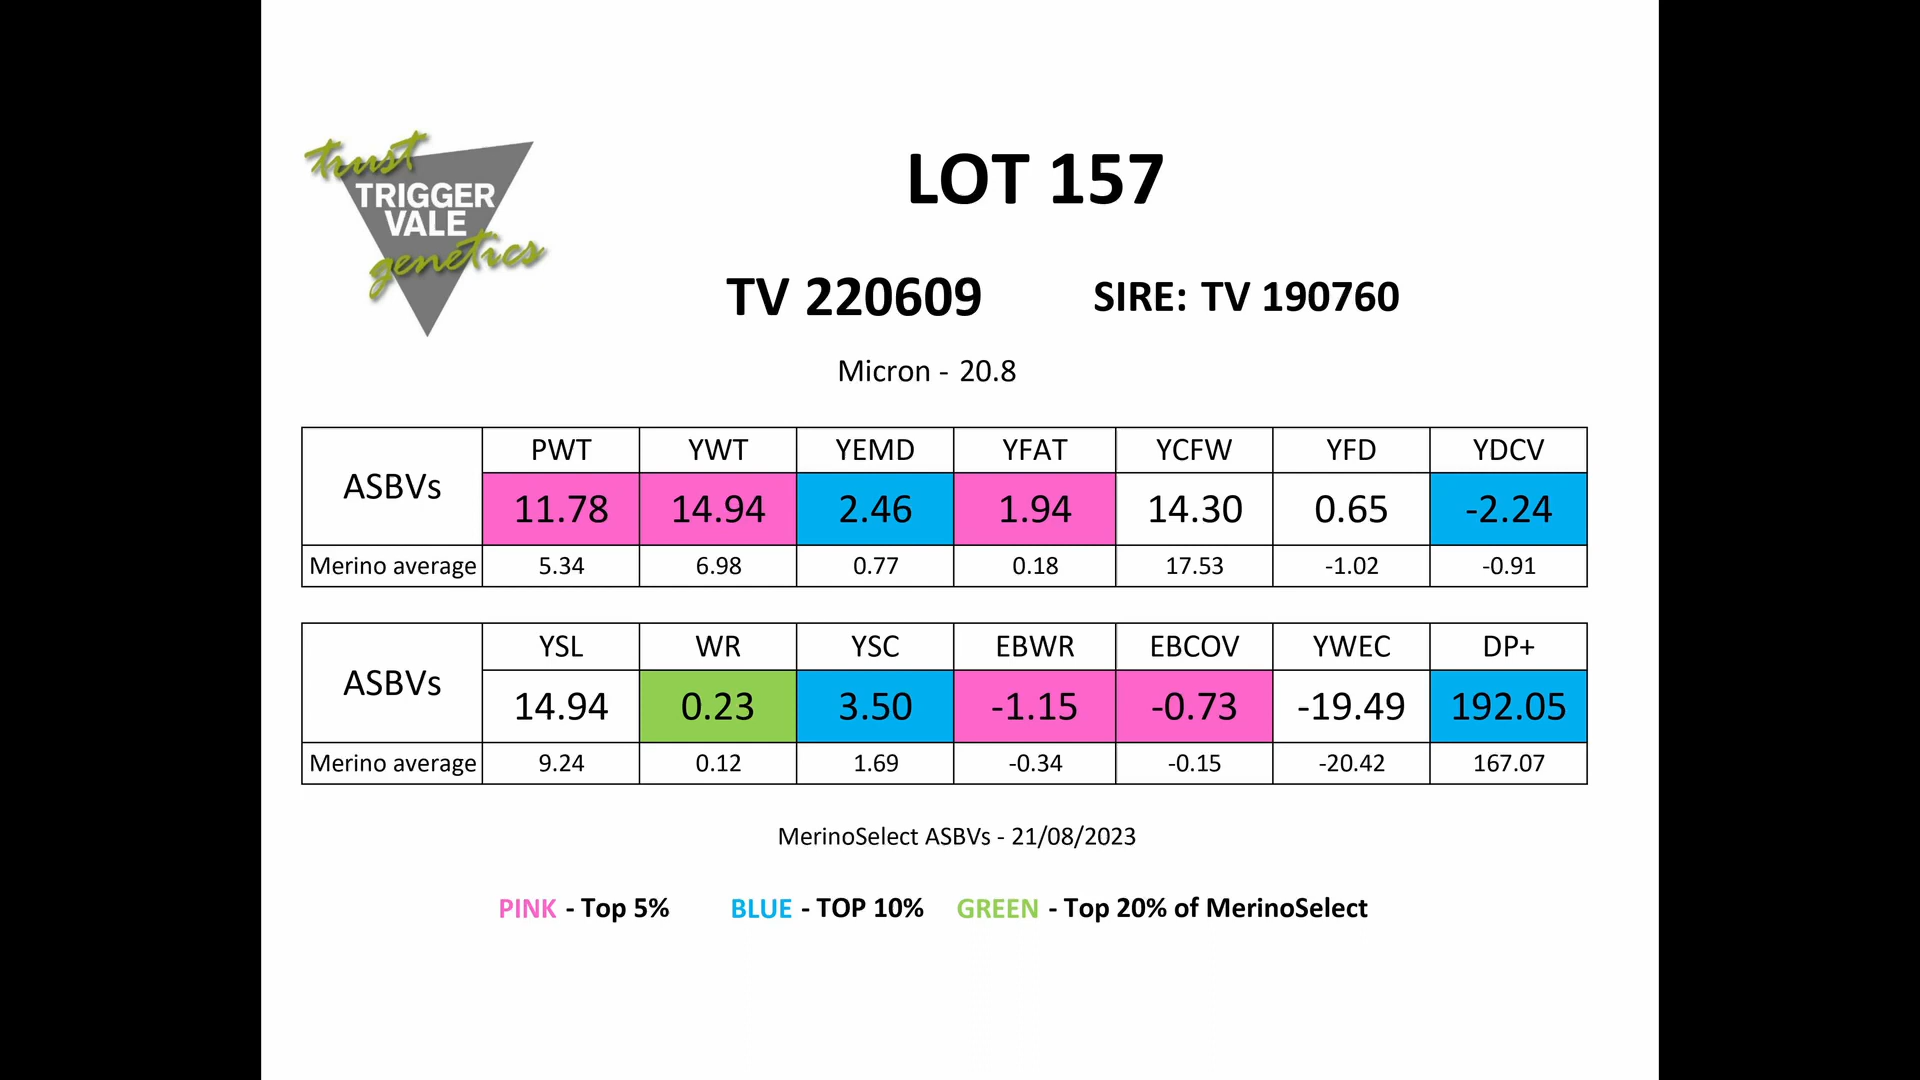 trust
TRIGGER
VALE
genetics
LOT 157
TV 220609 SIRE: TV 190760
Micron - 20.8
ASBVs PWT YWT YEMD YFAT YCFW YFD YDCV
11.78 14.94 2.46 1.94 14.30 0.65 -2.24
Merino average 5.34 6.98 0.77 0.18 17.53 -1.02 -0.91
ASBVs YSL WR YSC EBWR EBCOV YWEC DP+
14.94 0.23 3.50 -1.15 -0.73 -19.49 192.05
Merino average 9.24 0.12 1.69 -0.34 -0.15 -20.42 167.07
MerinoSelect ASBVs - 21/08/2023
PINK - Top 5% BLUE - TOP 10% GREEN - Top 20% of MerinoSelect